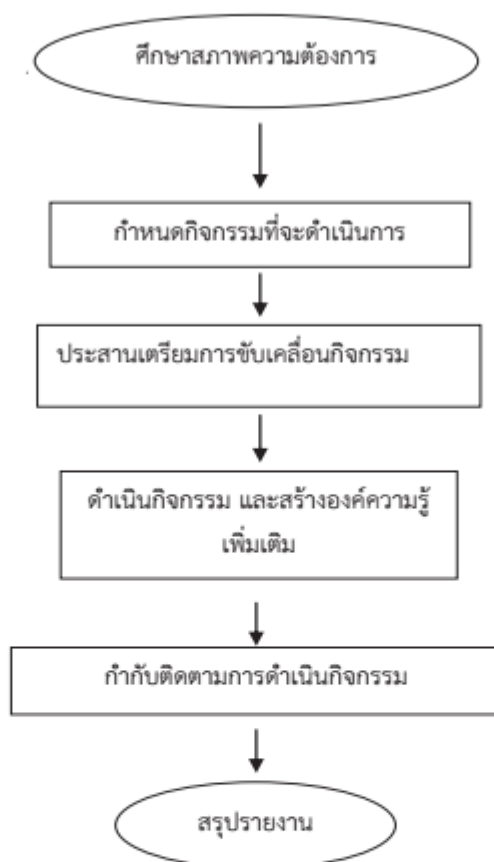 ศึกษาสภาพความต้องการ
กำหนดกิจกรรมที่จะดำเนินการ
ประสานเตรียมการขับเคลื่อนกิจกรรม
ดำเนินกิจกรรม และสร้างองค์ความรู้
เพิ่มเติม
กำกับติดตามการดำเนินกิจกรรม
สรุปรายงาน